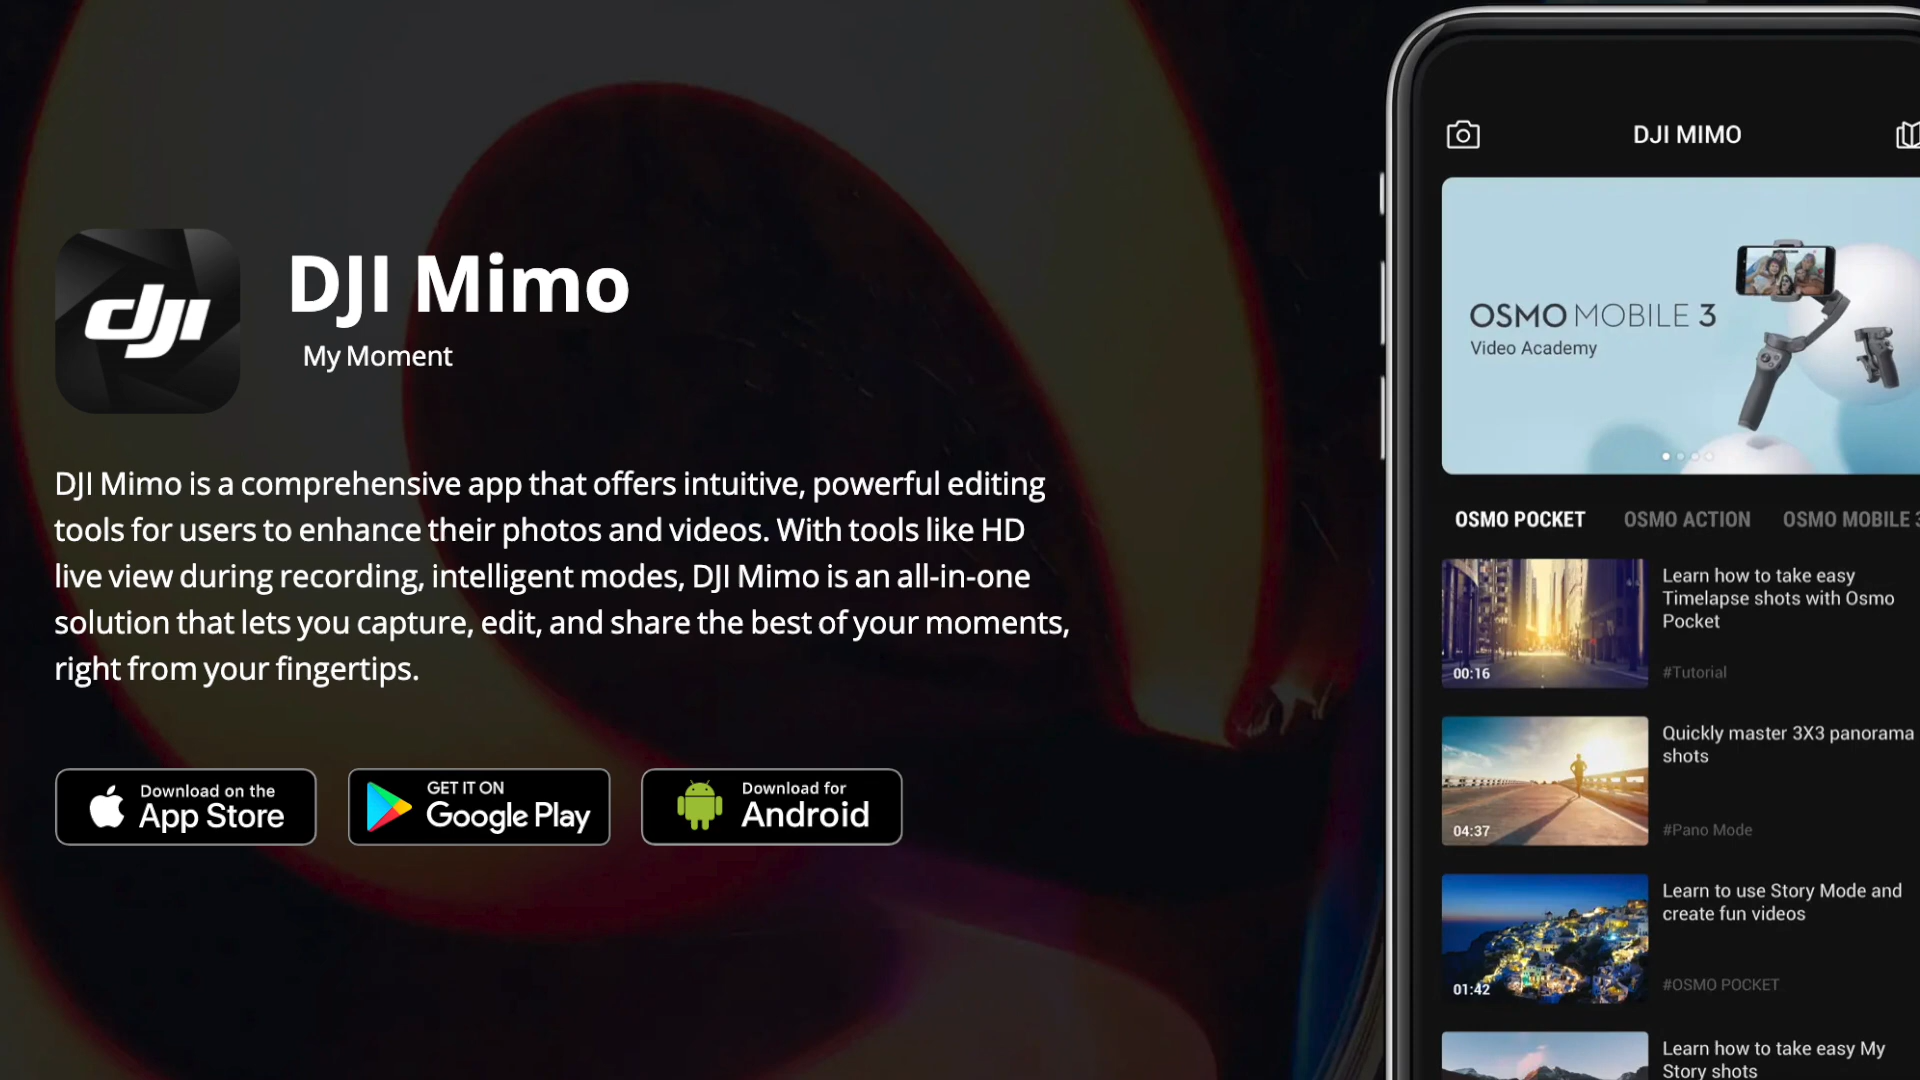 dji
DJI Mimo
My Moment
DJI Mimo is a comprehensive app that offers intuitive, powerful editing
tools for users to enhance their photos and videos. With tools like HD
live view during recording, intelligent modes, DJI Mimo is an all-in-one
solution that lets you capture, edit, and share the best of your moments,
right from your fingertips.
Download on the
App Store
GET IT ON
Google Play
Download for
Android
DJI MIMO
OSMO MOBILE 3
Video Academy
OSMO POCKET OSMO ACTION OSMO MOBILE 3
Learn how to take easy
Timelapse shots with Osmo
Pocket
00:16
#Tutorial
Quickly master 3X3 panorama
shots
04:37
#Pano Mode
Learn to use Story Mode and
create fun videos
01:42
#OSMO POCKET
Learn how to take easy My
Story shots